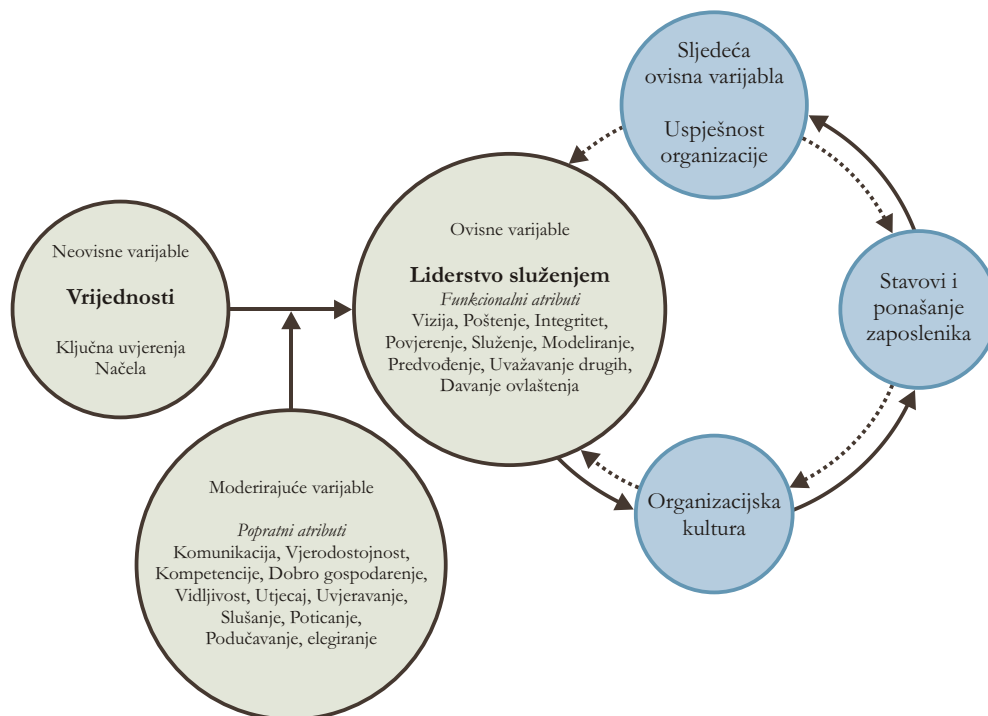 Neovisne varijable
Vrijednosti
Ključna uvjerenja
Načela
Moderirajuće varijable
Popratni atributi
Komunikacija, Vjerodostojnost,
Kompetencije, Dobro gospodarenje,
Vidljivost, Utjecaj, Uvjeravanje,
Slušanje, Poticanje,
Podučavanje, elegiranje
Ovisne varijable
Liderstvo služenjem
Funkcionalni atributi
Vizija, Poštenje, Integritet,
Povjerenje, Služenje, Modeliranje,
Predvođenje, Uvažavanje drugih,
Davanje ovlaštenja
Sljedeća
ovisna varijabla
Uspješnost
organizacije
Stavovi i
ponašanje
zaposlenika
Organizacijska
kultura